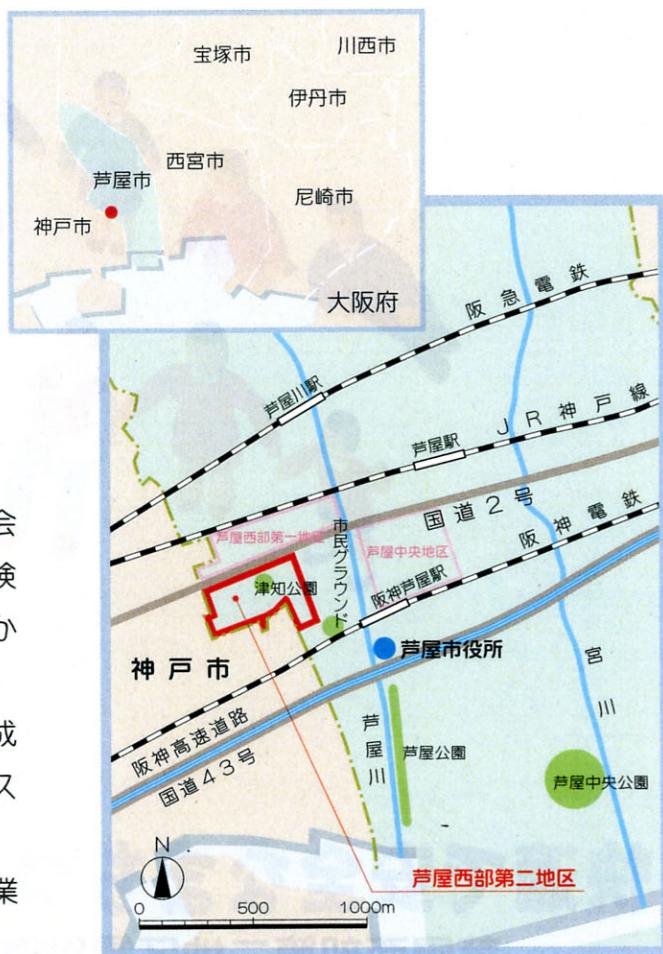 宝塚市
川西市
伊丹市
西宮市
芦屋市
尼崎市
神戸市
大阪府
阪急電鉄
芦屋川駅
JR神戸線
芦屋駅
国道2号
芦屋西部第一地区
市民グラウンド
芦屋中央地区
阪神電鉄
津知公園
阪神芦屋駅
芦屋市役所
神戸市
宮川
阪神高速道路
国道43号
芦屋川
芦屋公園
芦屋中央公園
N
芦屋西部第二地区
0 500 1000m
会
検
か
成
ス
業